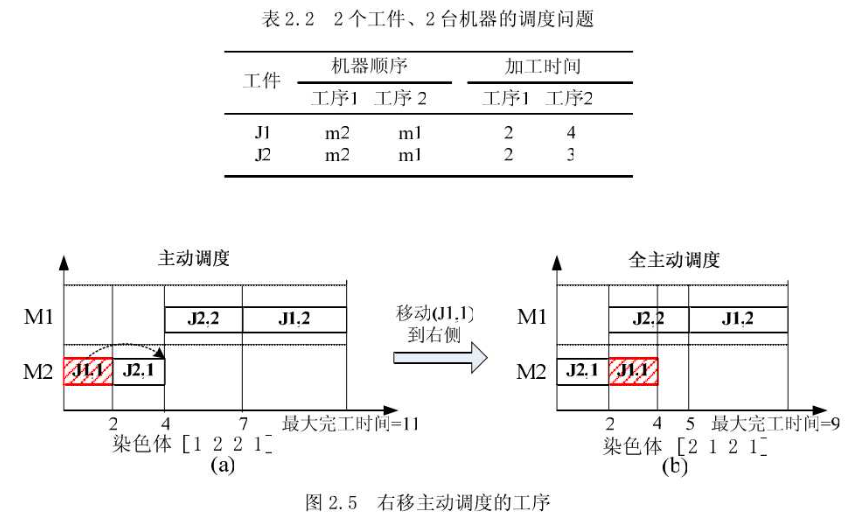 表2.2 2个工件、2台机器的调度问题
工件 机器顺序 加工时间
工序1 工序2 工序1 工序2
J1 m2 m1 2 4
J2 m2 m1 2 3
主动调度
M1 J2,2 J1,2
M2 J1,1 J2,1
2 4 7 最大完工时间=11
染色体 [1 2 2 1]
(a)
移动(J1,1)
到右侧
全主动调度
M1 J2,2 J1,2
M2 J2,1 J1,1
2 4 5 最大完工时间=9
染色体 [2 1 2 1]
(b)
图2.5 右移主动调度的工序